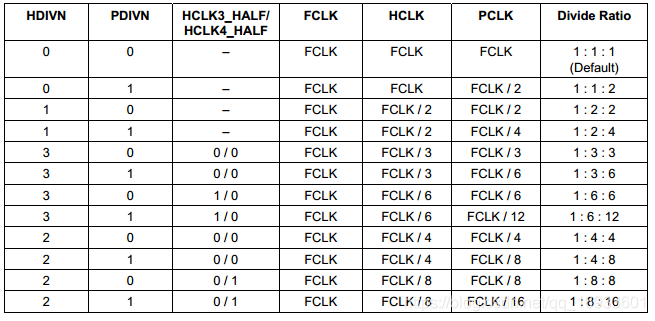 HDIVN PDIVN HCLK3_HALF/ FCLK HCLK PCLK Divide Ratio
HCLK4_HALF
0 0 – FCLK FCLK FCLK 1 : 1 : 1
(Default)
0 1 – FCLK FCLK FCLK / 2 1 : 1 : 2
1 0 – FCLK FCLK / 2 FCLK / 2 1 : 2 : 2
1 1 – FCLK FCLK / 2 FCLK / 4 1 : 2 : 4
3 0 0 / 0 FCLK FCLK / 3 FCLK / 3 1 : 3 : 3
3 1 0 / 0 FCLK FCLK / 3 FCLK / 6 1 : 3 : 6
3 0 1 / 0 FCLK FCLK / 6 FCLK / 6 1 : 6 : 6
3 1 1 / 0 FCLK FCLK / 6 FCLK / 12 1 : 6 : 12
2 0 0 / 0 FCLK FCLK / 4 FCLK / 4 1 : 4 : 4
2 1 0 / 0 FCLK FCLK / 4 FCLK / 8 1 : 4 : 8
2 0 0 / 1 FCLK FCLK / 8 FCLK / 8 1 : 8 : 8
2 1 0 / 1 FCLK FCLK / 8 FCLK / 16 1 : 8 : 16